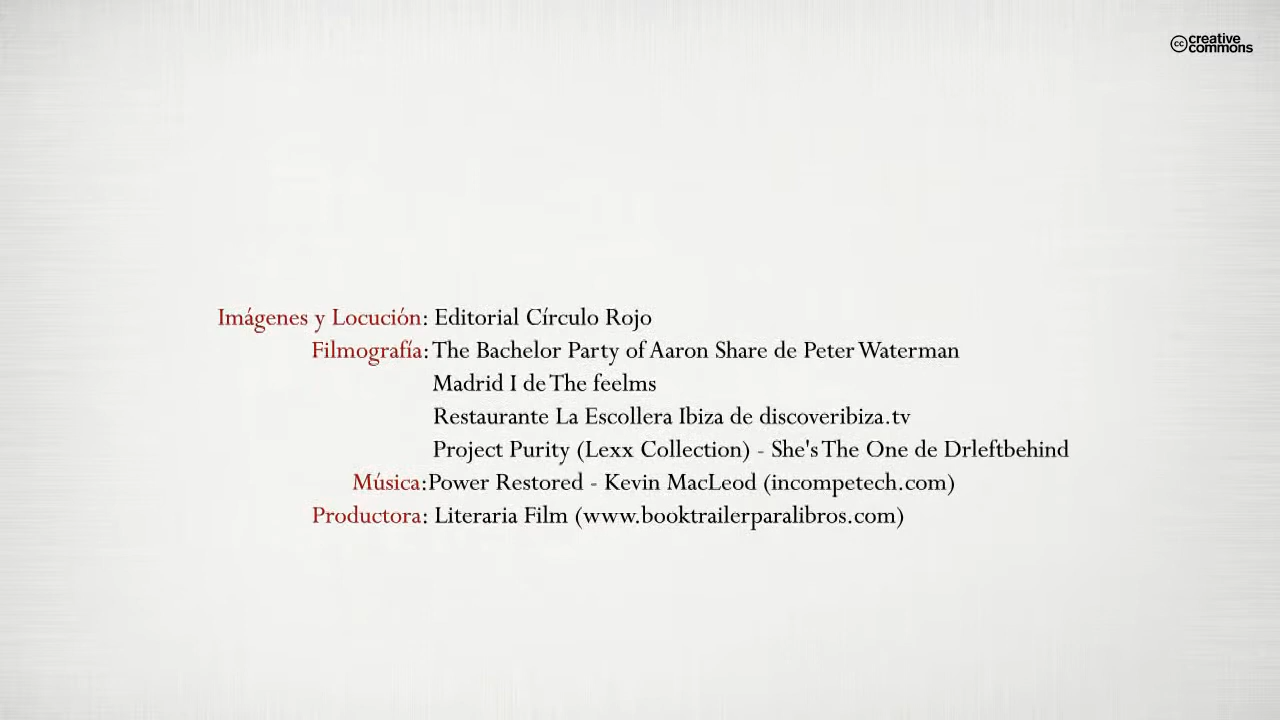 cc creative
commons
Imágenes y Locución: Editorial Círculo Rojo
Filmografía: The Bachelor Party of Aaron Share de Peter Waterman
Madrid I de The feelms
Restaurante La Escollera Ibiza de discoveribiza.tv
Project Purity (Lexx Collection) - She's The One de Drleftbehind
Música:Power Restored - Kevin MacLeod (incompetech.com)
Productora: Literaria Film (www.booktrailerparalibros.com)